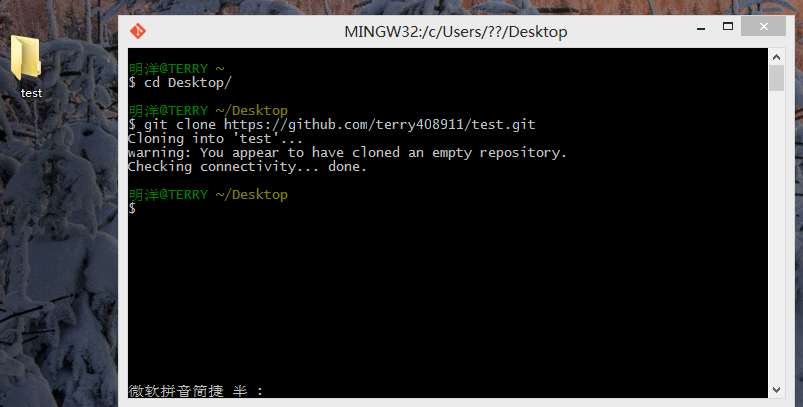 MINGW32:/c/Users/??/Desktop
test
明洋@TERRY ~
$ cd Desktop/
明洋@TERRY ~/Desktop
$ git clone https://github.com/terry408911/test.git
Cloning into 'test'...
warning: You appear to have cloned an empty repository.
Checking connectivity... done.
明洋@TERRY ~/Desktop
$
微软拼音简捷 半 :